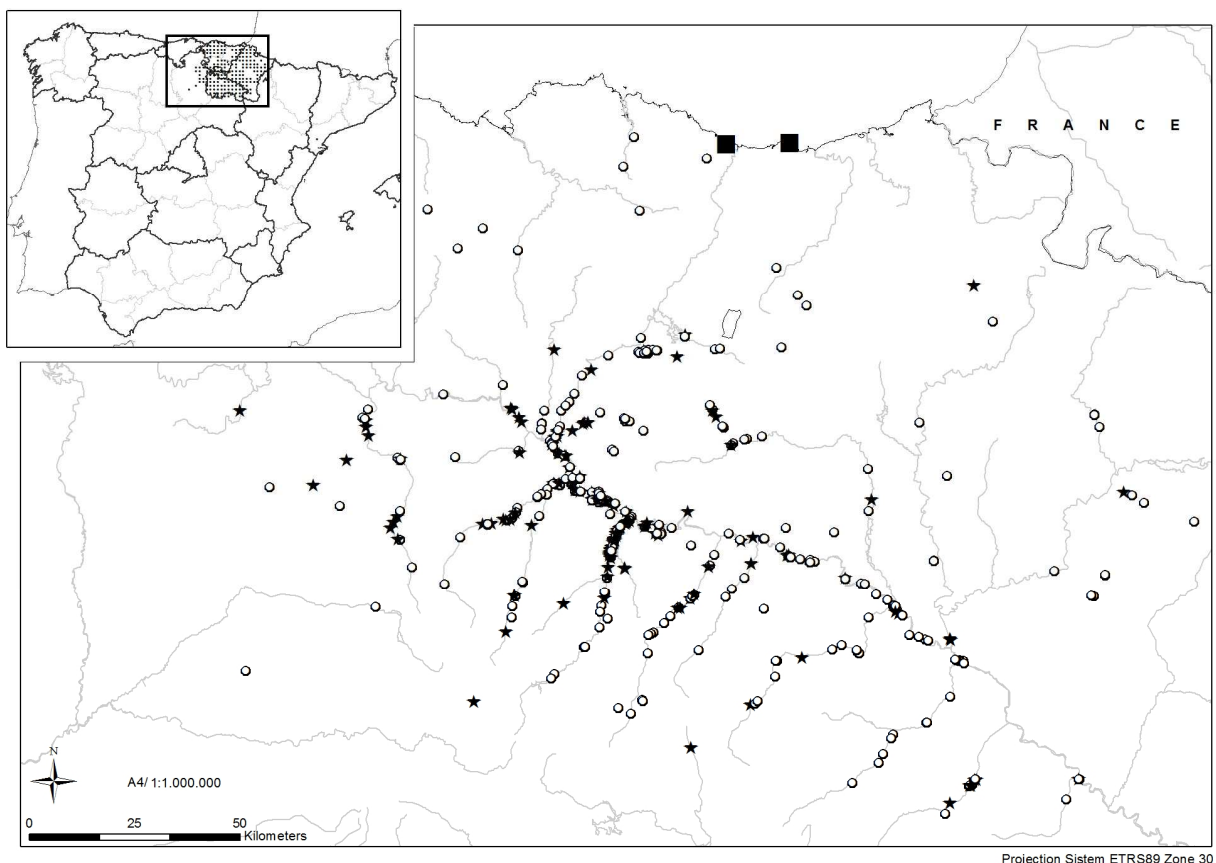 F R A N C E
N
A4/ 1:1.000.000
0 25 50
Kilometers
Projection Sistem ETRS89 Zone 30